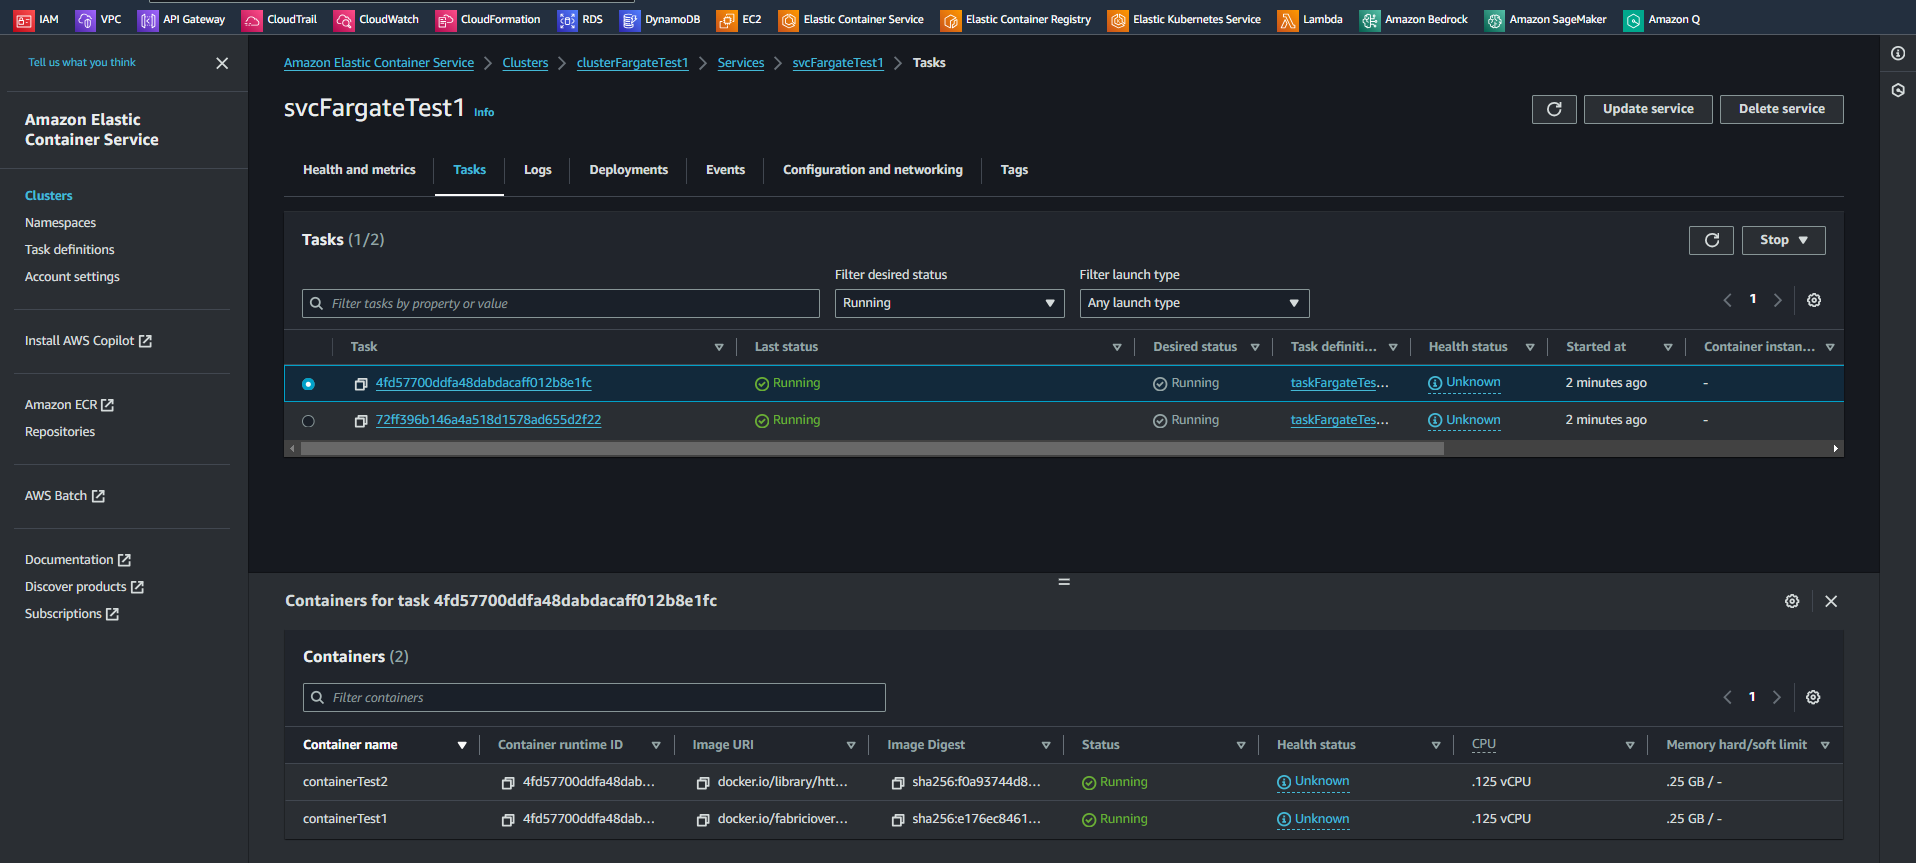 IAM VPC API Gateway CloudTrail CloudWatch CloudFormation RDS DynamoDB EC2 Elastic Container Service Elastic Container Registry Elastic Kubernetes Service Lambda Amazon Bedrock Amazon SageMaker Amazon Q
Tell us what you think
Amazon Elastic
Container Service
Clusters
Namespaces
Task definitions
Account settings
Install AWS Copilot
Amazon ECR
Repositories
AWS Batch
Documentation
Discover products
Subscriptions
Amazon Elastic Container Service Clusters clusterFargateTest1 Services svcFargateTest1 Tasks
svcFargateTest1 Info
Update service Delete service
Health and metrics Tasks Logs Deployments Events Configuration and networking Tags
Tasks (1/2)
Stop
Filter desired status Filter launch type
Filter tasks by property or value Running Any launch type 1
Task Last status Desired status Task definiti... Health status Started at Container instan...
4fd57700ddfa48dabdacaff012b8e1fc Running Running taskFargateTes... Unknown 2 minutes ago -
72ff396b146a4a518d1578ad655d2f22 Running Running taskFargateTes... Unknown 2 minutes ago -
Containers for task 4fd57700ddfa48dabdacaff012b8e1fc
Containers (2)
Filter containers 1
Container name Container runtime ID Image URI Image Digest Status Health status CPU Memory hard/soft limit
containerTest2 4fd57700ddfa48dab... docker.io/library/htt... sha256:f0a93744d8... Running Unknown .125 vCPU .25 GB / -
containerTest1 4fd57700ddfa48dab... docker.io/fabriciover... sha256:e176ec8461... Running Unknown .125 vCPU .25 GB / -